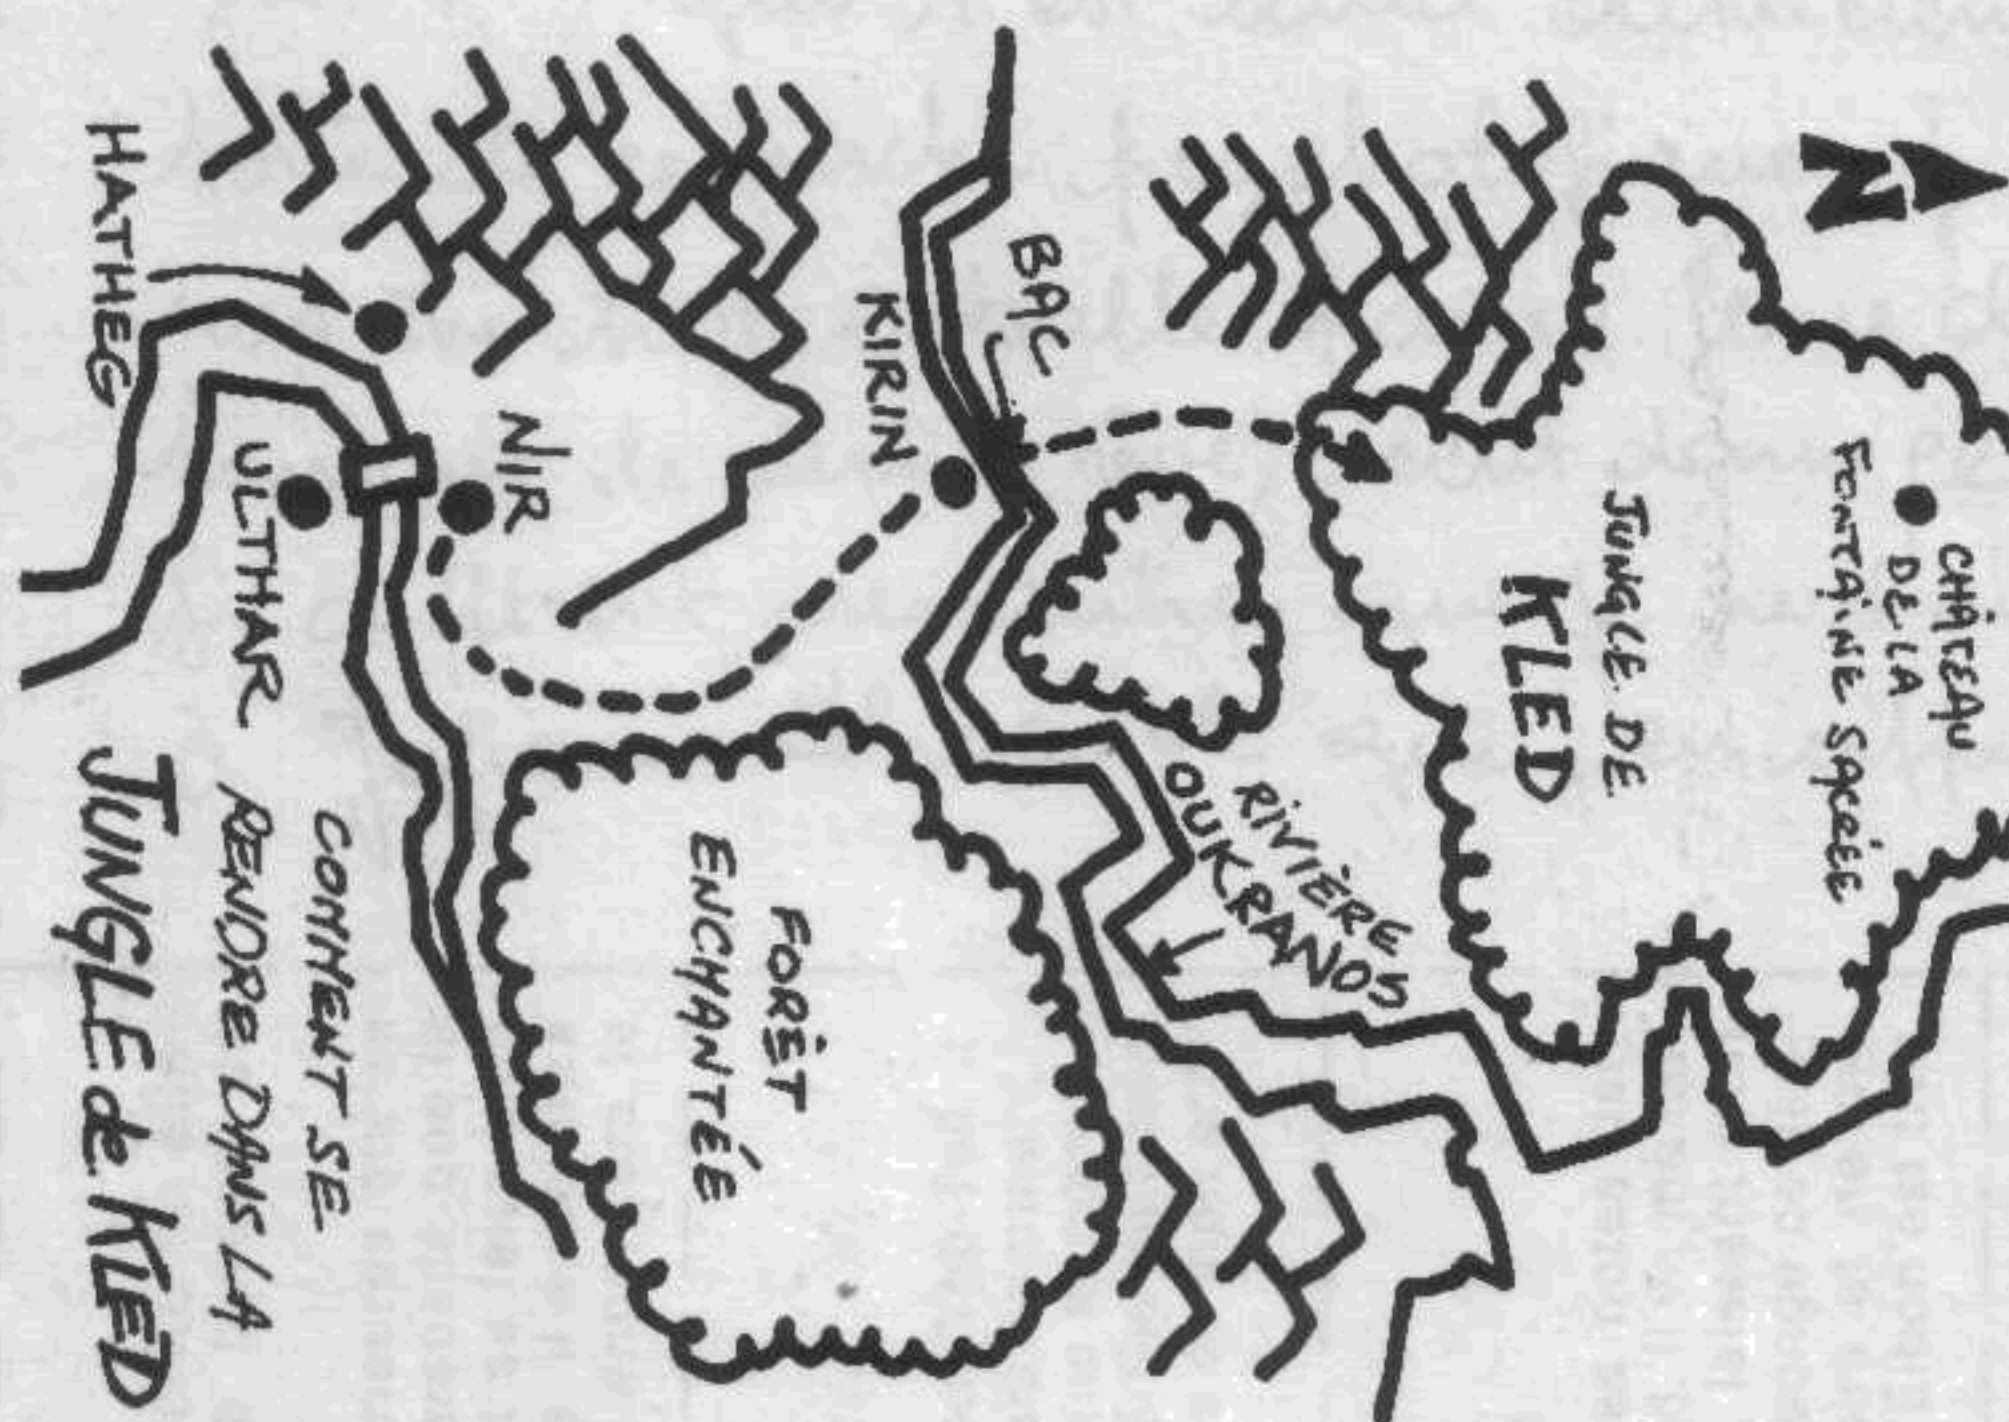 N
CHÂTEAU
DE LA
FONTAINE SACRÉE
JUNGLE DE
KLED
BAC
KIRIN
RIVIÈRE
OUKRANOS
FORÊT
ENCHANTÉE
NIR
HATHEG
ULTHAR
COMMENT SE
RENDRE DANS LA
JUNGLE de KLED